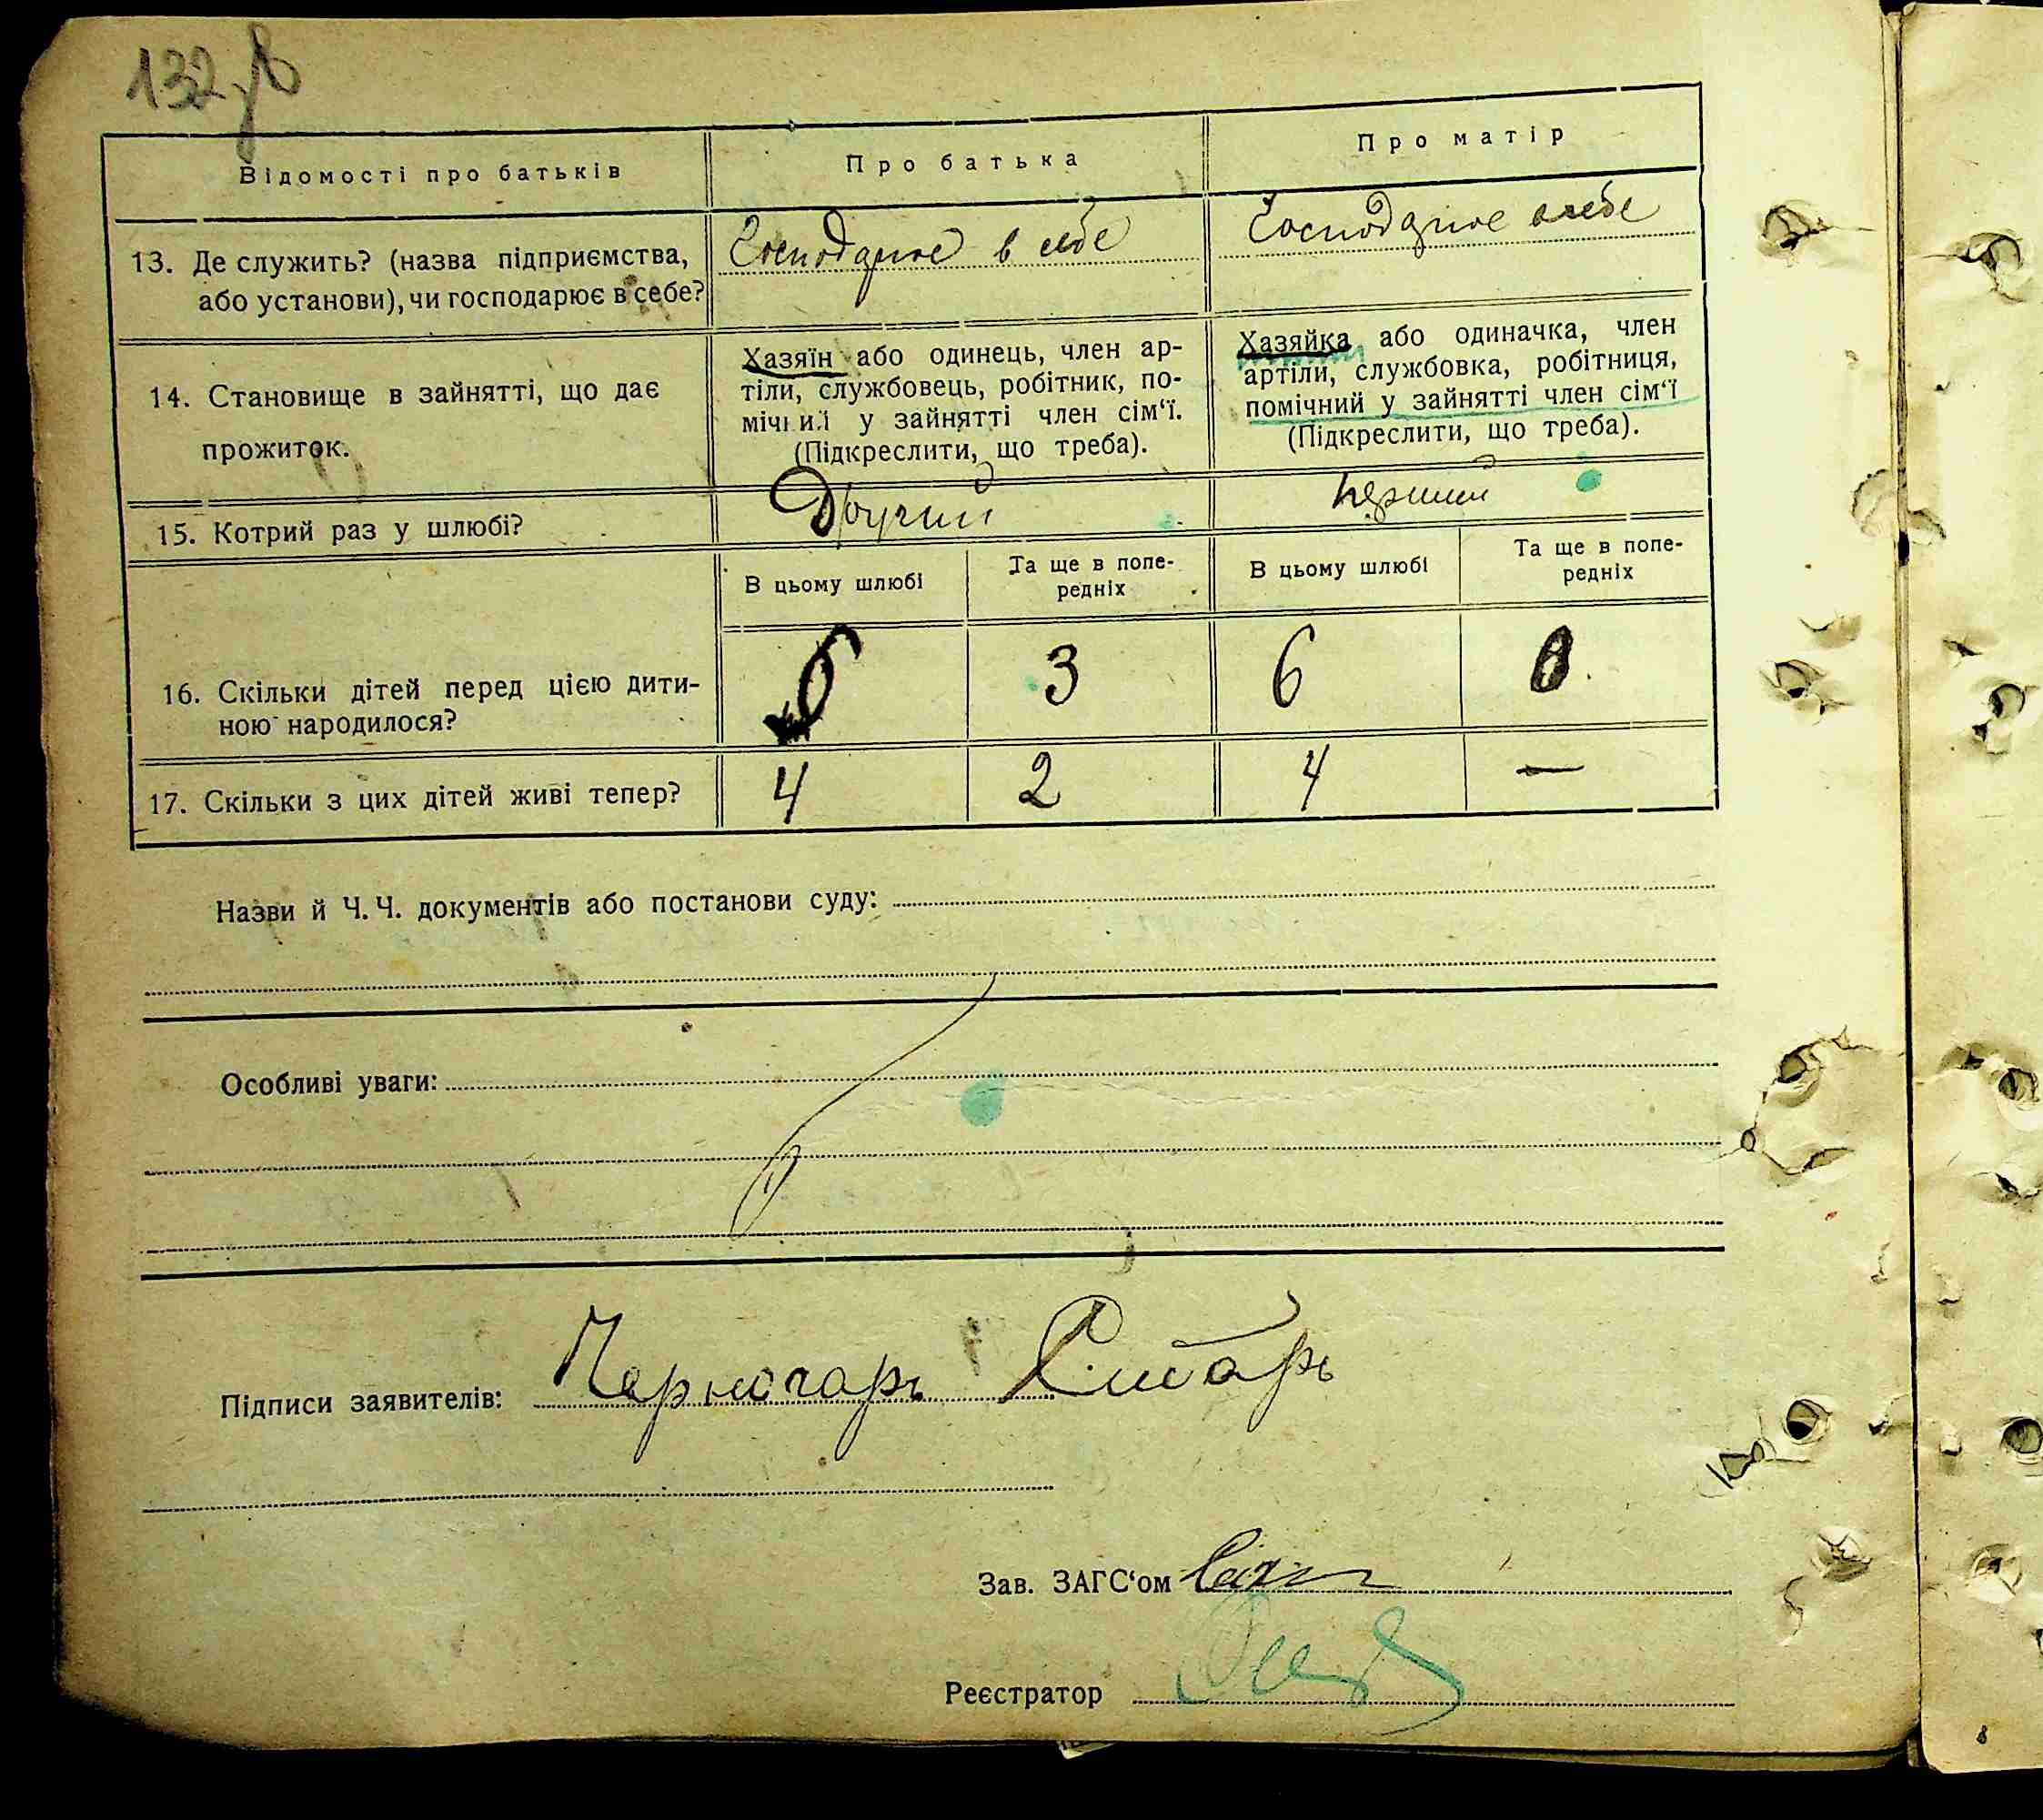 132 зв
Відомості про батьків
Про батька
Про матір
13. Де служить? (назва підприємства,
або установи), чи господарює в себе?
Господарює в себе
Господарює в себе
14. Становище в зайнятті, що дає
прожиток.
Хазяїн або одинець, член ар-
тіли, службовець, робітник, по-
мічний у зайнятті член сім‘ї.
(Підкреслити, що треба).
Хазяйка або одиначка, член
артіли, службовка, робітниця,
помічний у зайнятті член сім‘ї
(Підкреслити, що треба).
15. Котрий раз у шлюбі?
Другий
перший
В цьому шлюбі
Та ще в попе-
редніх
В цьому шлюбі
Та ще в попе-
редніх
16. Скільки дітей перед цією дити-
ною народилося?
6
3
6
0
17. Скільки з цих дітей живі тепер?
4
2
4
—
Назви й Ч. Ч. документів або постанови суду:
Особливі уваги:
Підписи заявителів: Чорногорь
Зав. ЗАГС‘ом
Реєстратор